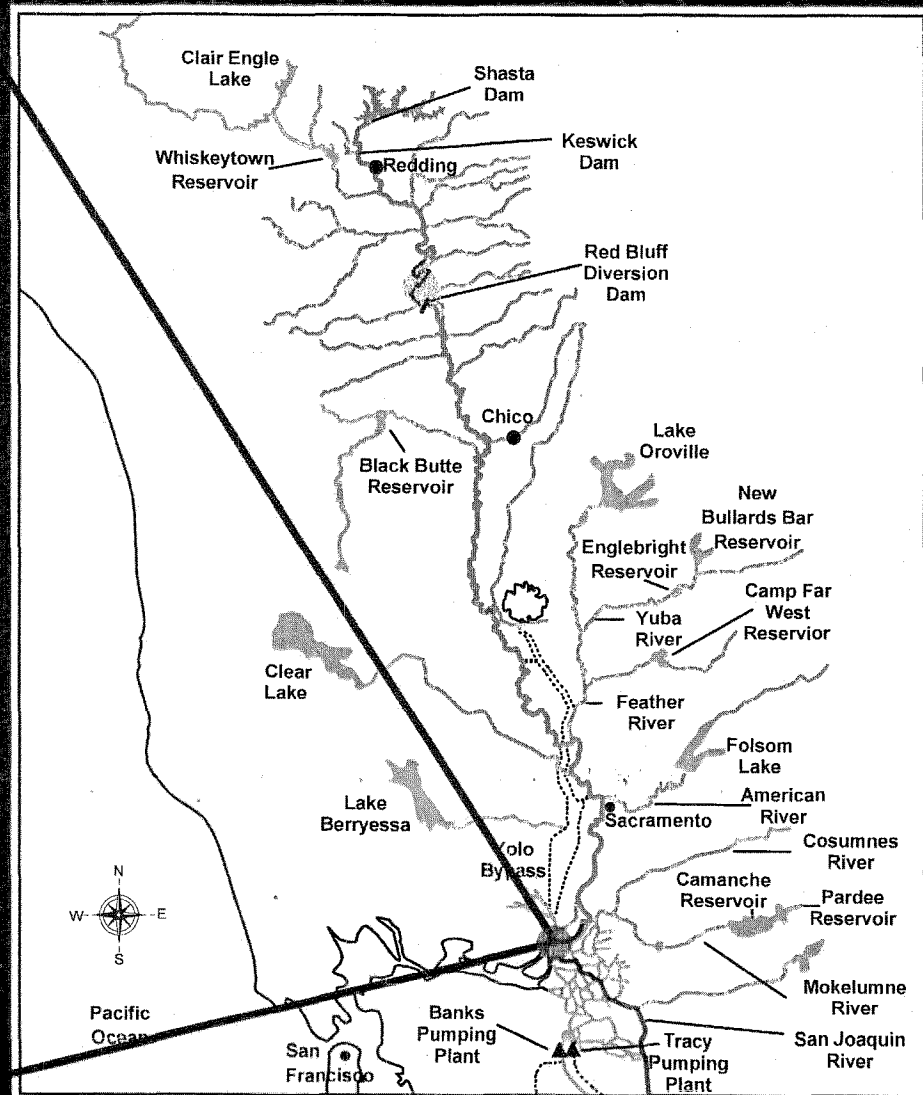 Clair Engle
Lake
Shasta
Dam
Keswick
Dam
Whiskeytown
Reservoir
Redding
Red Bluff
Diversion
Dam
Chico
Lake
Oroville
Black Butte
Reservoir
New
Bullards Bar
Reservoir
Englebright
Reservoir
Camp Far
West
Reservior
Yuba
River
Clear
Lake
Feather
River
Folsom
Lake
Lake
Berryessa
American
River
Sacramento
Cosumnes
River
Yolo
Bypass
Camanche
Reservoir
Pardee
Reservoir
N
W
E
S
Mokelumne
River
Pacific
Ocean
Banks
Pumping
Plant
San Joaquin
River
San
Francisco
Tracy
Pumping
Plant